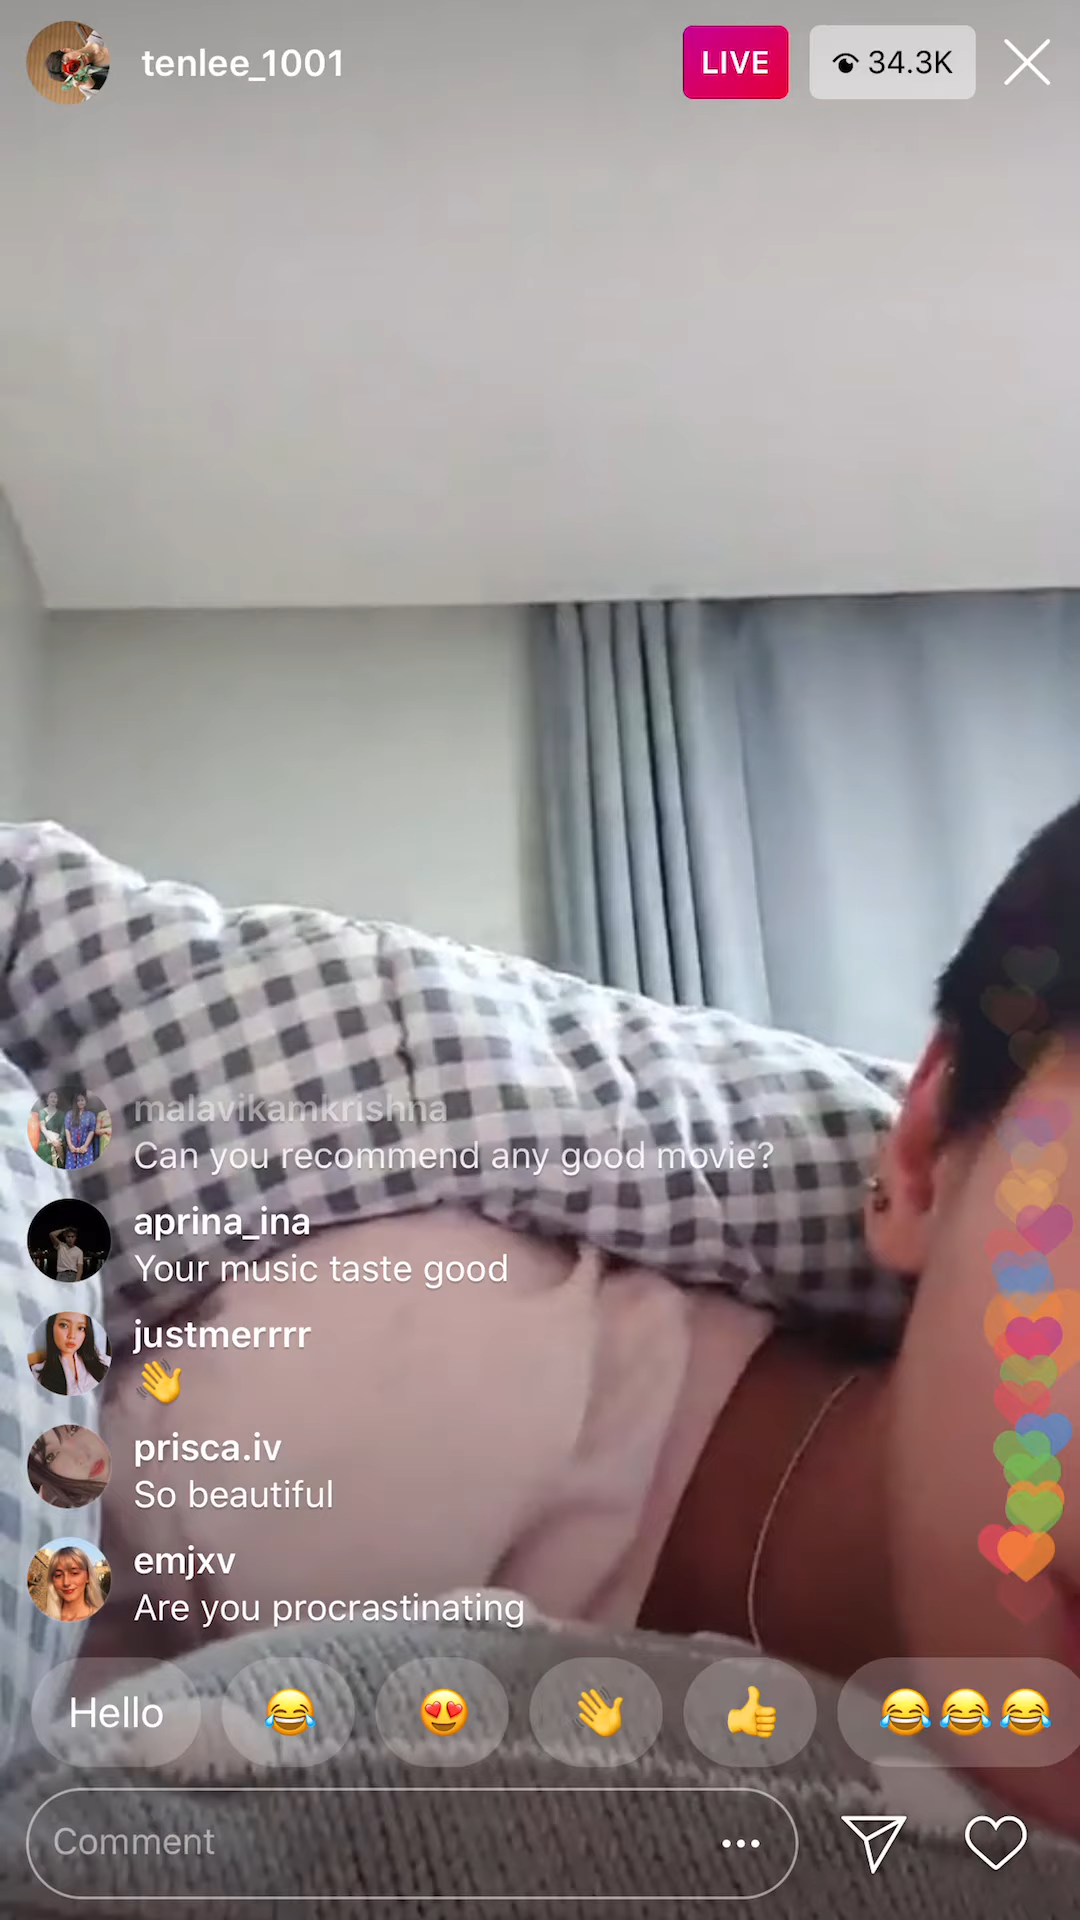 tenlee_1001
LIVE
34.3K
malavikamkrishna
Can you recommend any good movie?
aprina_ina
Your music taste good
justmerrrr
👋
prisca.iv
So beautiful
emjxv
Are you procrastinating
Hello 😂 😍 👋 👍 😂😂😂
Comment